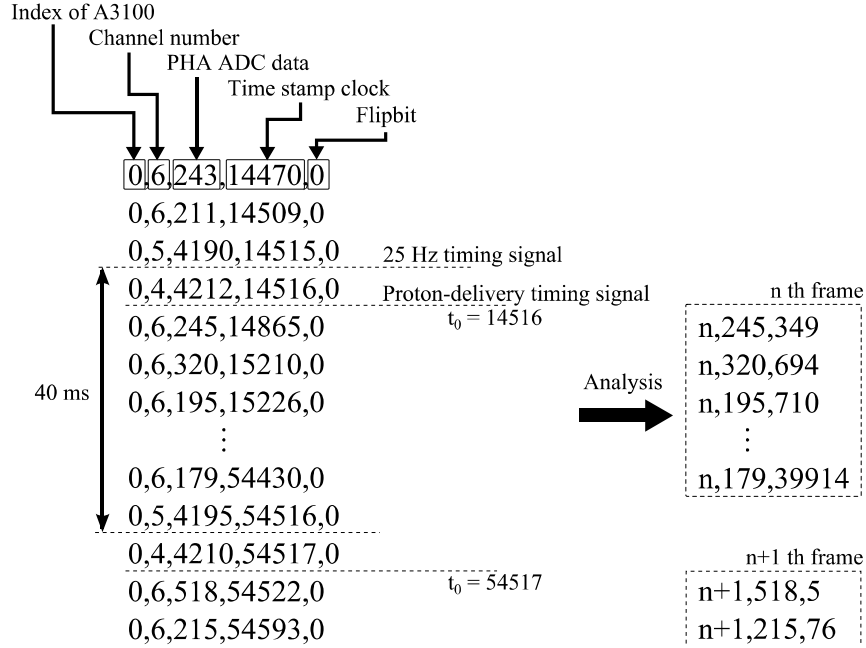 Index of A3100
Channel number
PHA ADC data
Time stamp clock
Flipbit
0,6,243,14470,0
0,6,211,14509,0
0,5,4190,14515,0
25 Hz timing signal
0,4,4212,14516,0
Proton-delivery timing signal
t₀ = 14516
0,6,245,14865,0
0,6,320,15210,0
0,6,195,15226,0
⋮
0,6,179,54430,0
0,5,4195,54516,0
40 ms
0,4,4210,54517,0
t₀ = 54517
0,6,518,54522,0
0,6,215,54593,0
Analysis
n th frame
n,245,349
n,320,694
n,195,710
⋮
n,179,39914
n+1 th frame
n+1,518,5
n+1,215,76